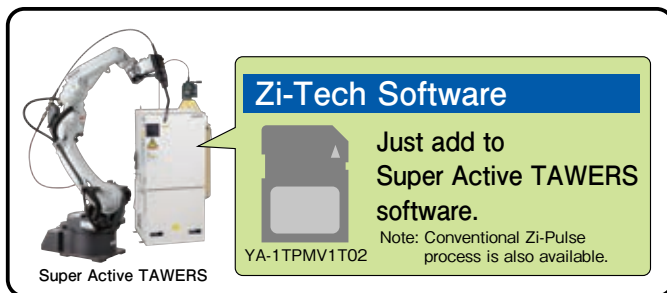 Zi-Tech Software
Just add to
Super Active TAWERS
software.
Note: Conventional Zi-Pulse
process is also available.
YA-1TPMV1T02
Super Active TAWERS